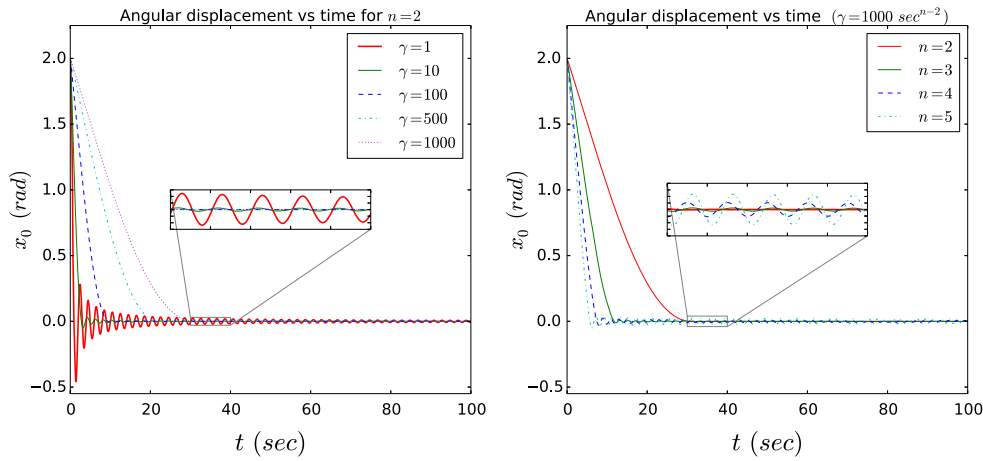 Angular displacement vs time for n=2
γ=1
γ=10
γ=100
γ=500
γ=1000
2.0
1.5
1.0
0.5
0.0
−0.5
x₀ (rad)
0 20 40 60 80 100
t (sec)
Angular displacement vs time (γ=1000 secⁿ⁻²)
n=2
n=3
n=4
n=5
2.0
1.5
1.0
0.5
0.0
−0.5
x₀ (rad)
0 20 40 60 80 100
t (sec)